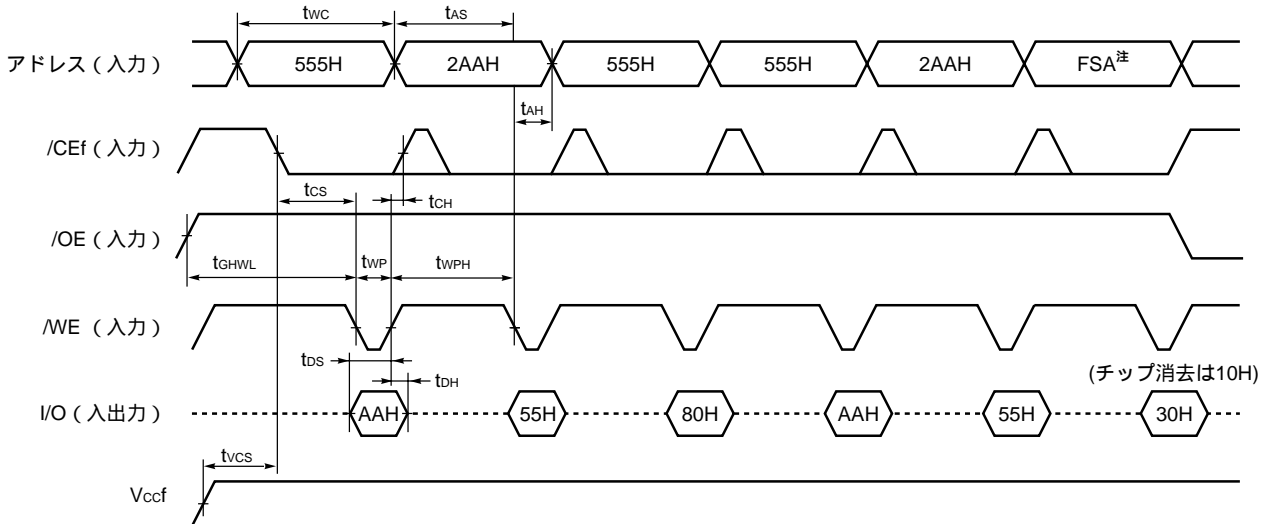 tWC tAS
アドレス（入力） 555H 2AAH 555H 555H 2AAH FSA注
tAH
/CEf（入力）
tCS tCH
/OE（入力）
tGHWL tWP tWPH
/WE （入力）
tDS tDH (チップ消去は10H)
I/O（入出力） AAH 55H 80H AAH 55H 30H
tVCS
VCCf